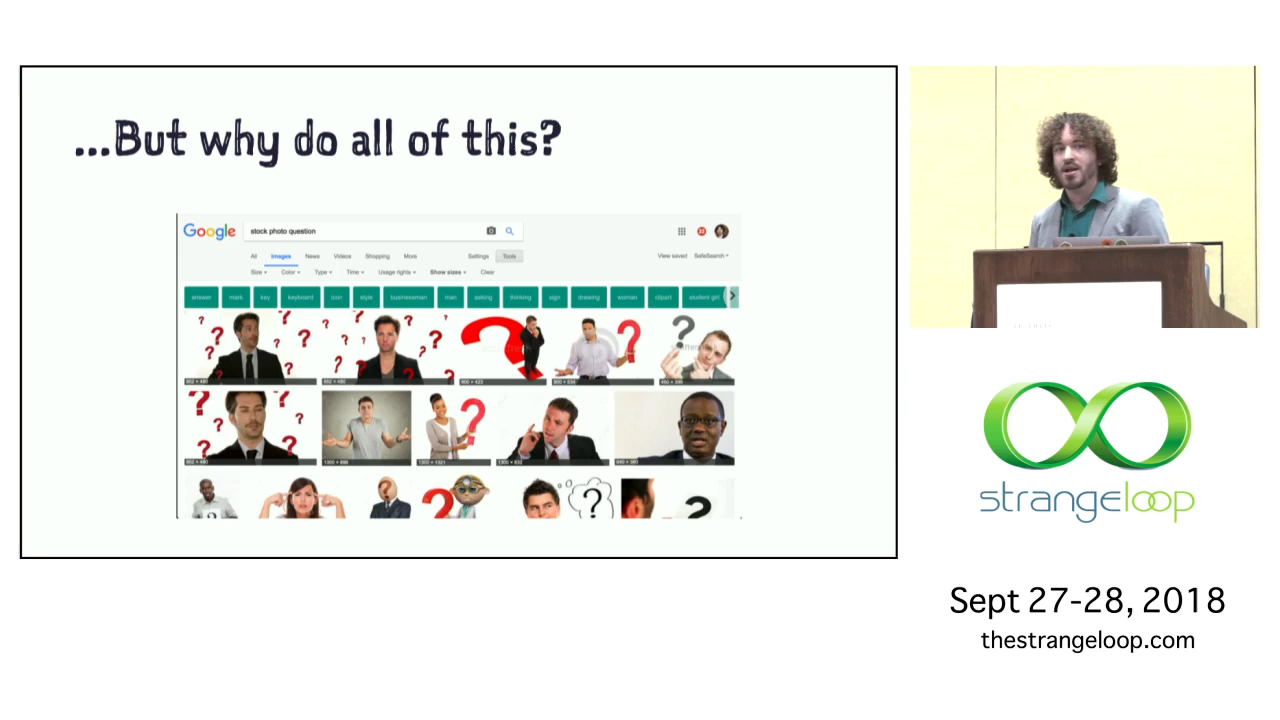 ...But why do all of this?
Google
stock photo question
22
All Images News Videos Shopping More Settings Tools
View saved SafeSearch
Size Color Type Time Usage rights Show sizes Clear
answer mark key keyboard icon style businessman man asking thinking sign drawing woman clipart student girl
strangeloop
Sept 27-28, 2018
thestrangeloop.com